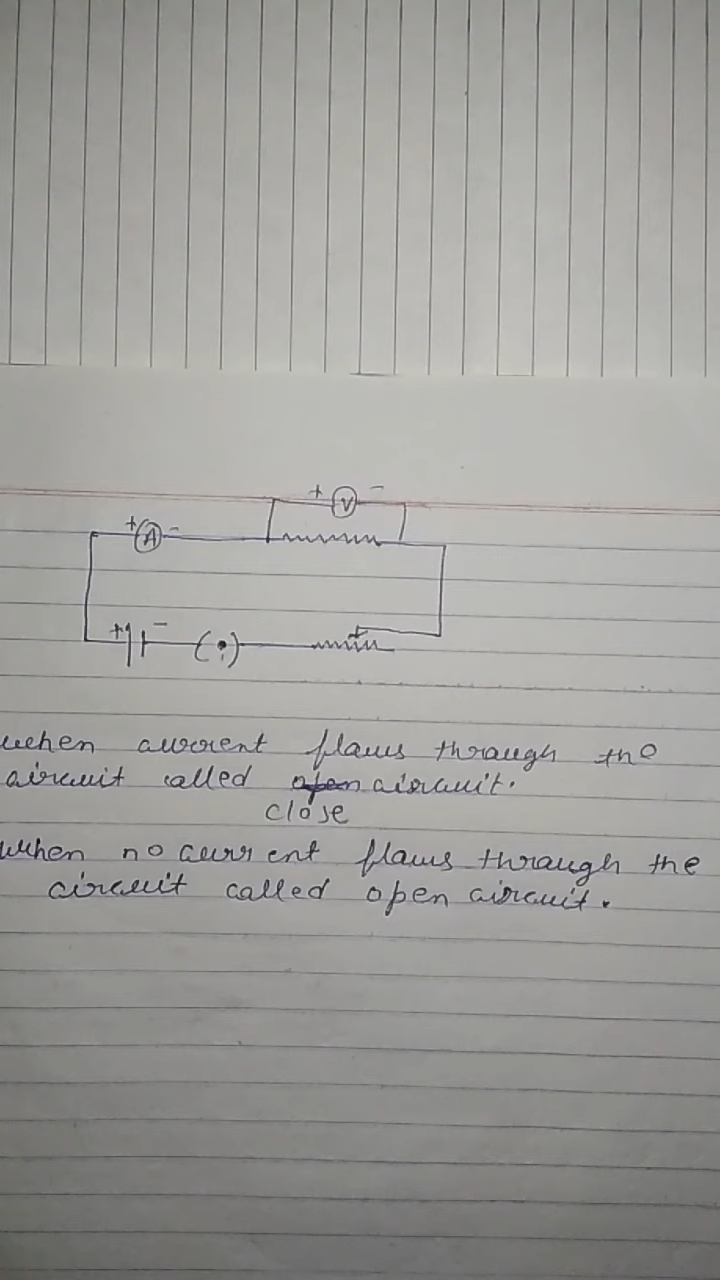 + V -
+ A -
+ -
when current flows through the
circuit called open circuit.
close
when no current flows through the
circuit called open circuit.